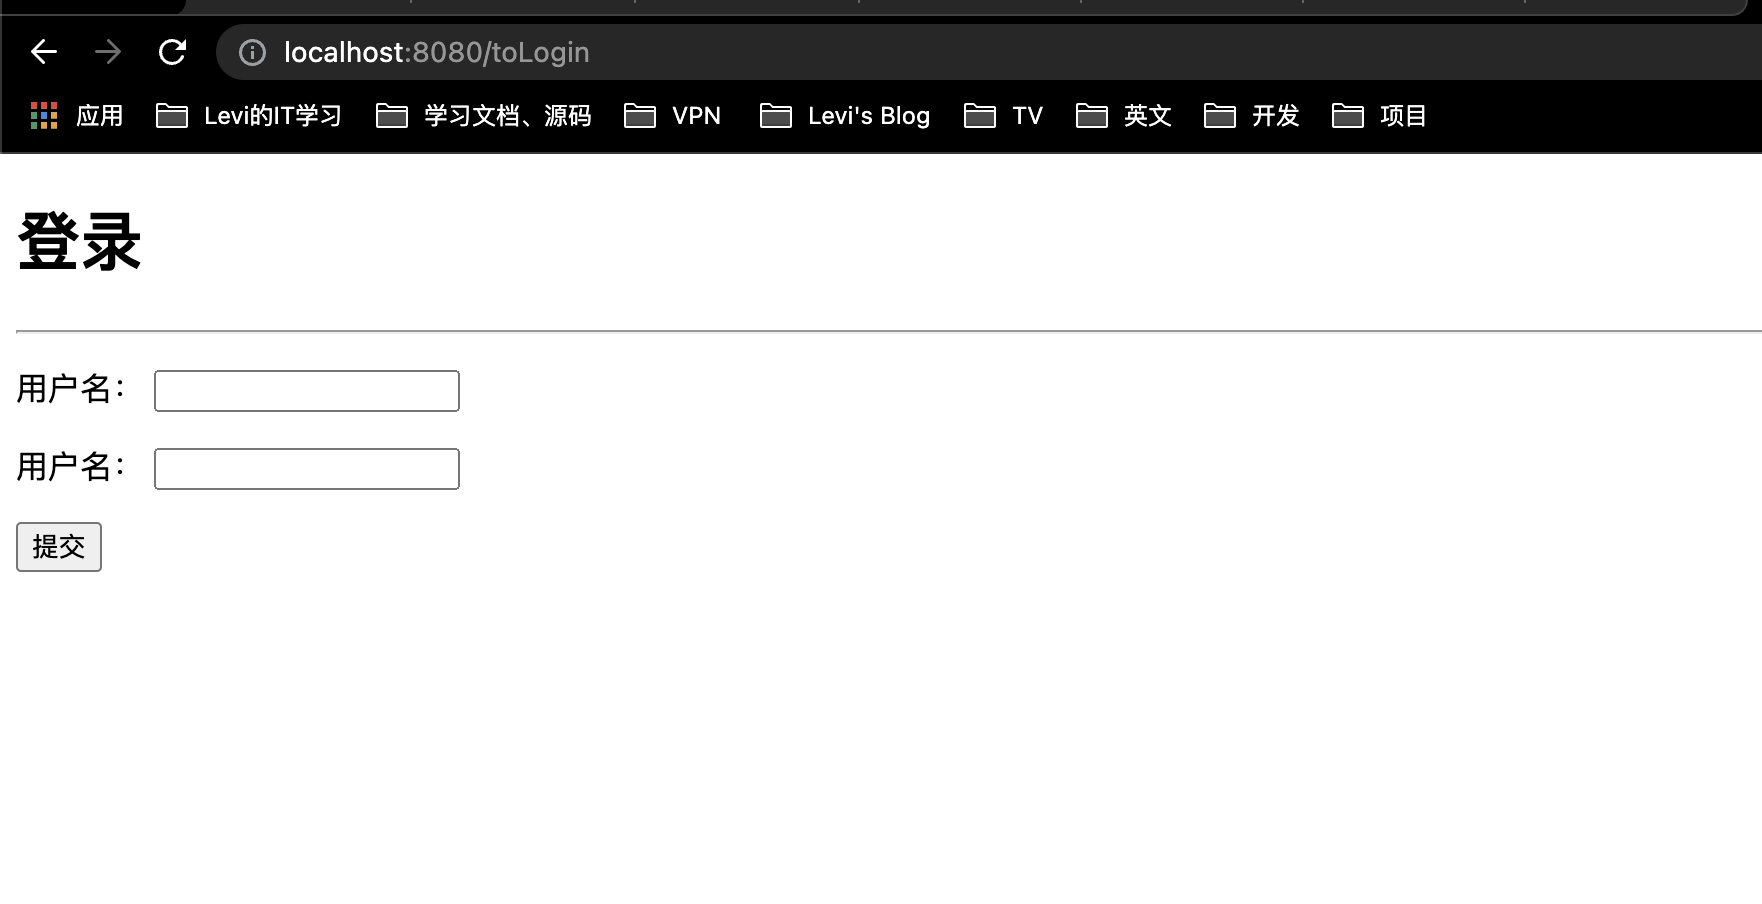 localhost:8080/toLogin
应用 Levi的IT学习 学习文档、源码 VPN Levi's Blog TV 英文 开发 项目
登录
用户名：
用户名：
提交